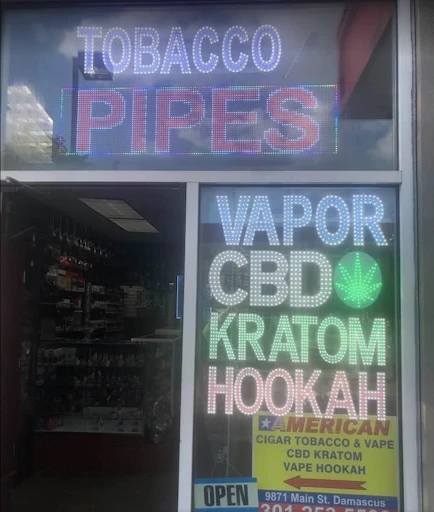 TOBACCO
PIPES
VAPOR
CBD
KRATOM
HOOKAH
AMERICAN
CIGAR TOBACCO & VAPE
CBD KRATOM
VAPE HOOKAH
9871 Main St. Damascus
OPEN